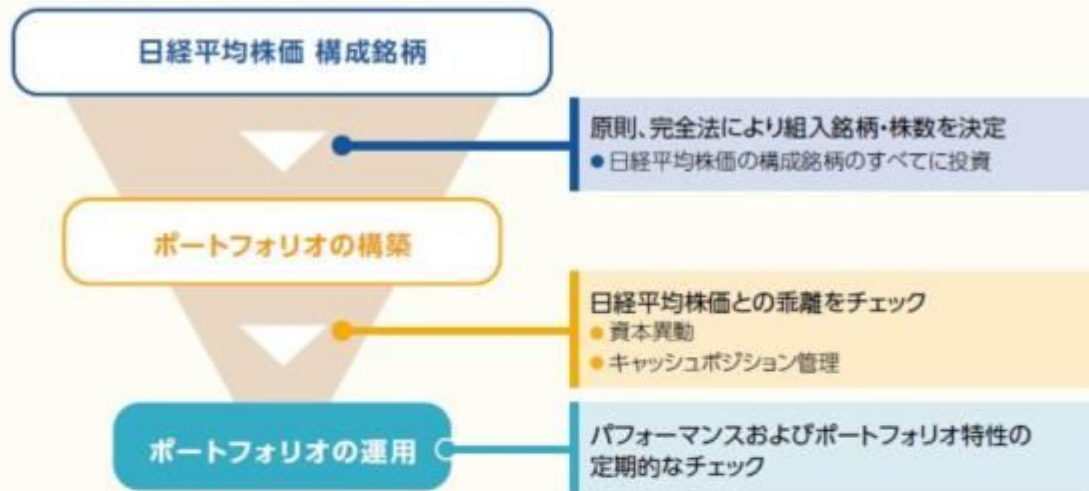 日経平均株価 構成銘柄
原則、完全法により組入銘柄・株数を決定
●日経平均株価の構成銘柄のすべてに投資
ポートフォリオの構築
日経平均株価との乖離をチェック
●資本異動
●キャッシュポジション管理
ポートフォリオの運用
パフォーマンスおよびポートフォリオ特性の
定期的なチェック